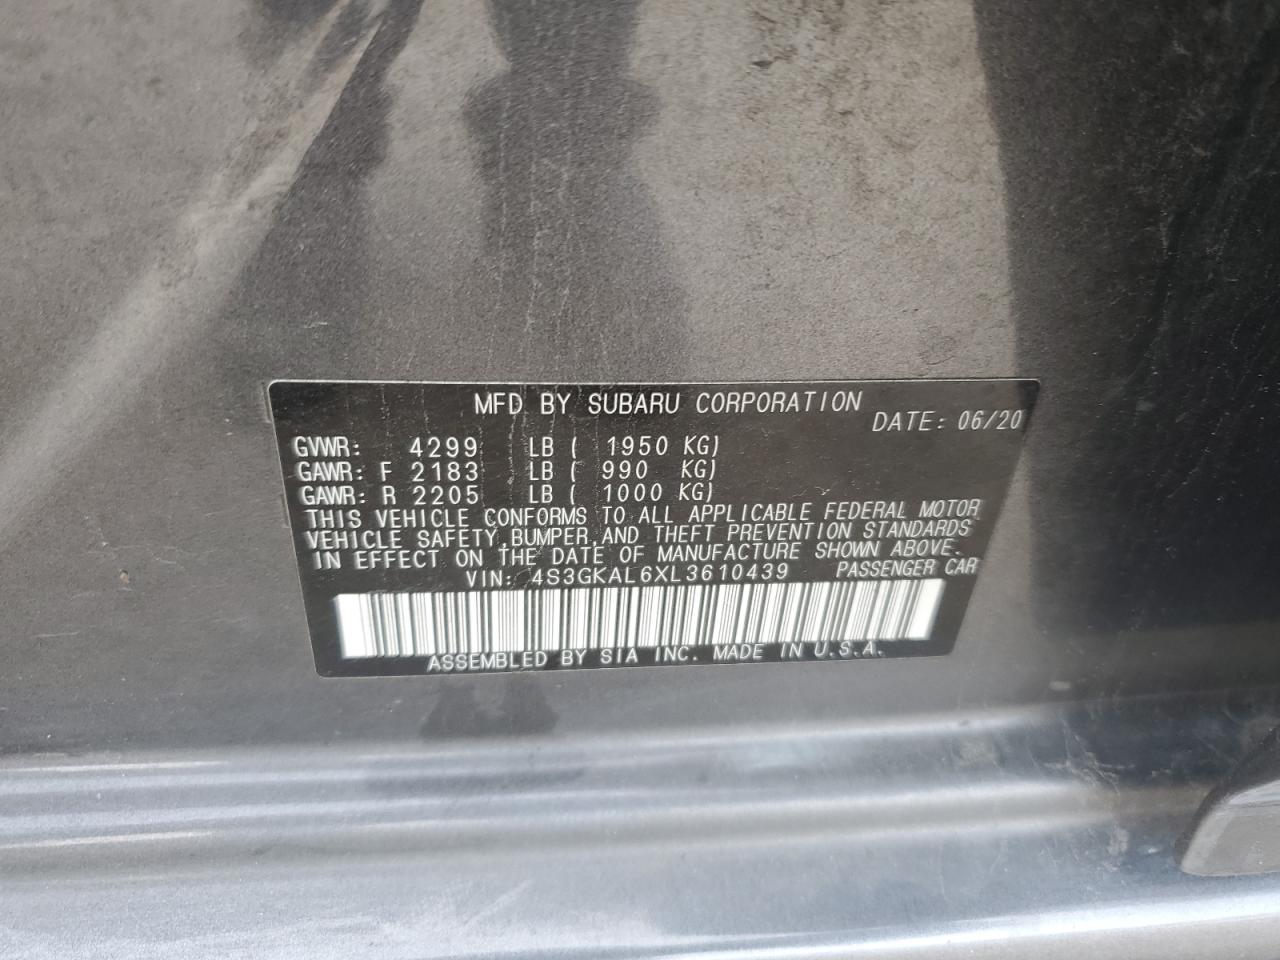 MFD BY SUBARU CORPORATION
DATE: 06/20
GVWR: 4299 LB ( 1950 KG)
GAWR: F 2183 LB ( 990 KG)
GAWR: R 2205 LB ( 1000 KG)
THIS VEHICLE CONFORMS TO ALL APPLICABLE FEDERAL MOTOR
VEHICLE SAFETY,BUMPER,AND THEFT PREVENTION STANDARDS
IN EFFECT ON THE DATE OF MANUFACTURE SHOWN ABOVE.
VIN: 4S3GKAL6XL3610439 PASSENGER CAR
ASSEMBLED BY SIA INC. MADE IN U.S.A.